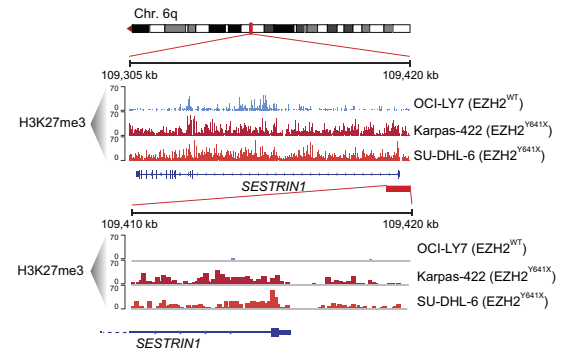 Chr. 6q
109,305 kb 109,420 kb
70
0
OCI-LY7 (EZH2WT)
H3K27me3
70
0
Karpas-422 (EZH2Y641X)
70
0
SU-DHL-6 (EZH2Y641X)
SESTRIN1
109,410 kb 109,420 kb
70
0
OCI-LY7 (EZH2WT)
H3K27me3
70
0
Karpas-422 (EZH2Y641X)
70
0
SU-DHL-6 (EZH2Y641X)
SESTRIN1